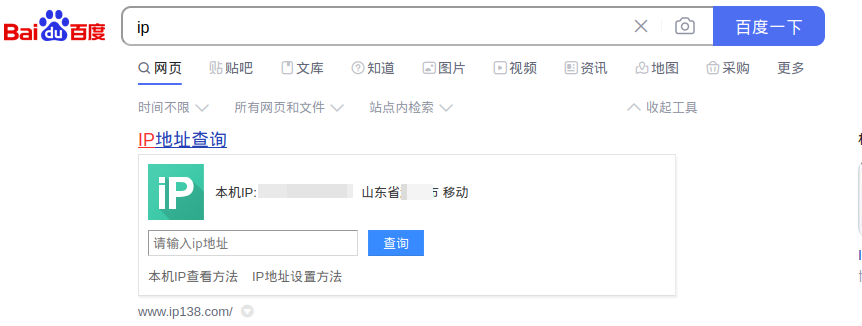 Bai du 百度 ip 百度一下
网页 贴吧 文库 知道 图片 视频 资讯 地图 采购 更多
时间不限 所有网页和文件 站点内检索 收起工具
IP地址查询
iP 本机IP: 山东省 市 移动
请输入ip地址 查询
本机IP查看方法 IP地址设置方法
www.ip138.com/